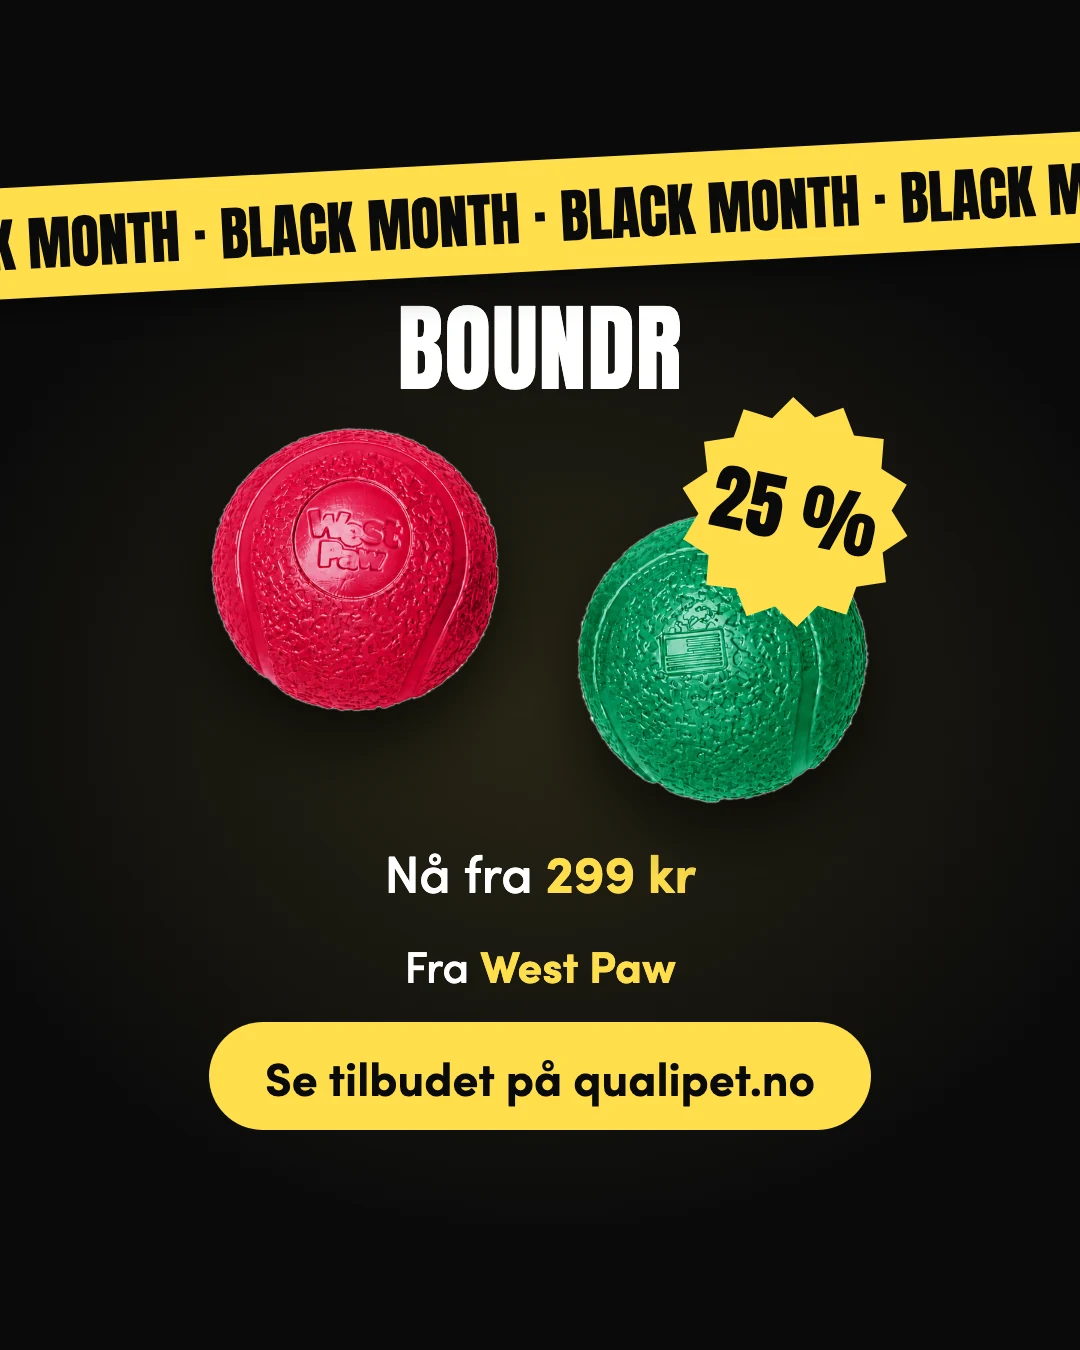 K MONTH · BLACK MONTH · BLACK MONTH · BLACK M
BOUNDR
25 %
West
Paw
Nå fra 299 kr
Fra West Paw
Se tilbudet på qualipet.no